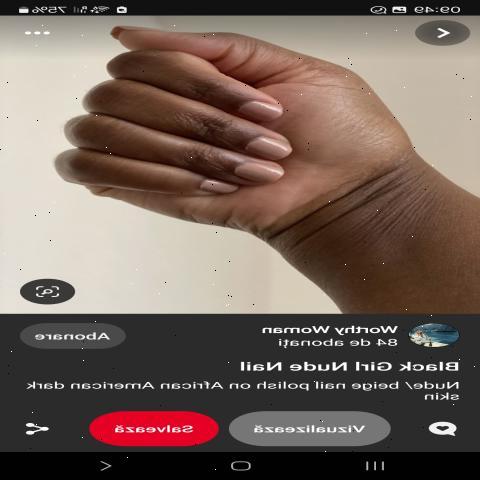 09:49
75%
Worthy Woman
84 de abonați
Abonare
Black Girl Nude Nail
Nude/ beige nail polish on African American dark
skin
Vizualizează
Salvează